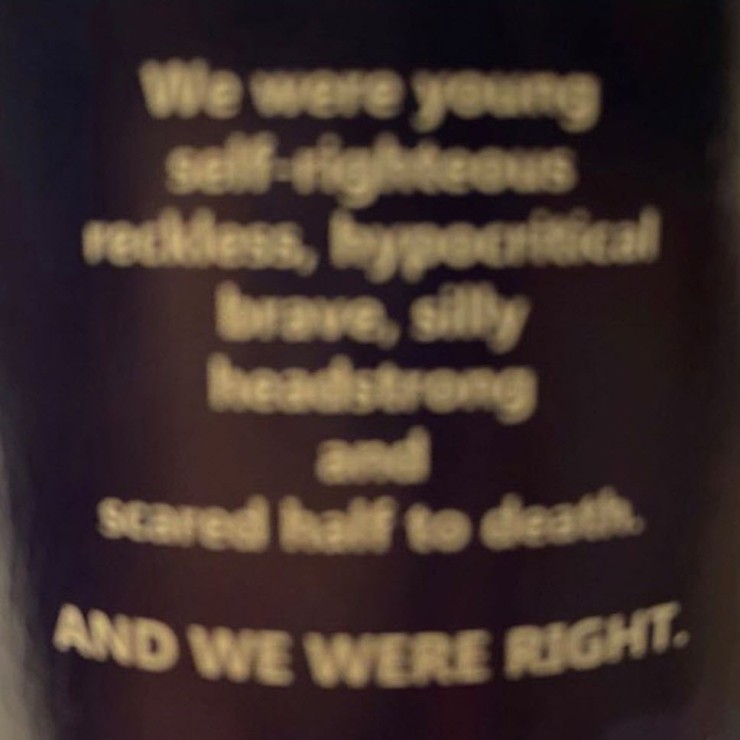 We were young
self-righteous
reckless, hypocritical
brave, silly
headstrong
and
scared half to death.
AND WE WERE RIGHT.